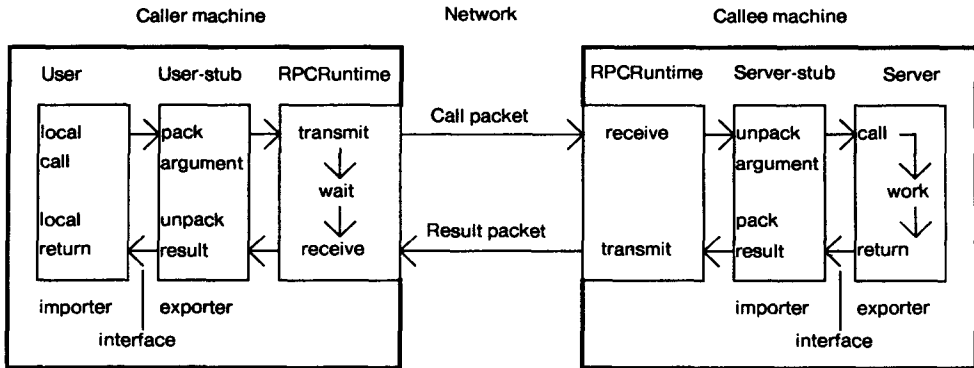 Caller machine Network Callee machine
User User-stub RPCRuntime RPCRuntime Server-stub Server
local pack transmit Call packet receive unpack call
call argument argument
wait work
local unpack pack
return result receive Result packet transmit result return
importer exporter importer exporter
interface interface